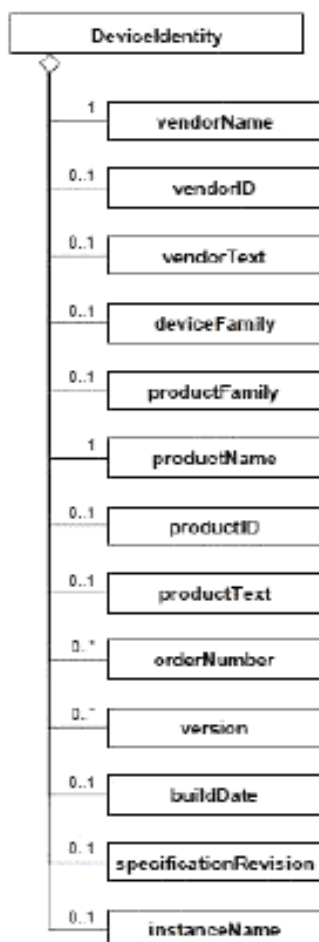 DeviceIdentity
1
vendorName
0..1
vendorID
0..1
vendorText
0..1
deviceFamily
0..1
productFamily
1
productName
0..1
productID
0..1
productText
0..*
orderNumber
0..*
version
0..1
buildDate
0..1
specificationRevision
0..1
instanceName